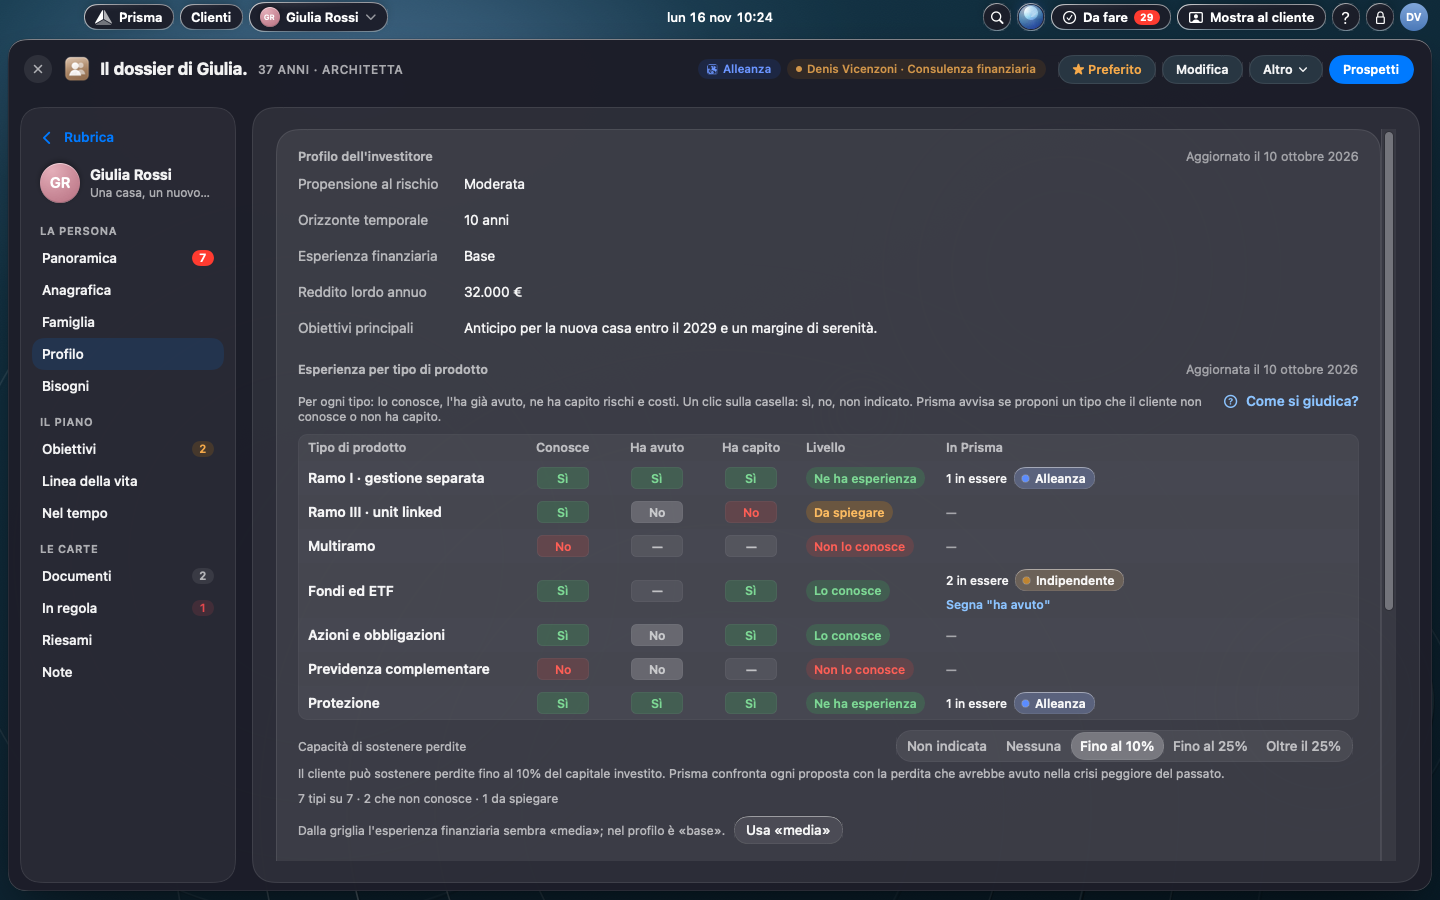 Prisma
Clienti
GR Giulia Rossi
lun 16 nov 10:24
Da fare 29
Mostra al cliente
?
DV
Il dossier di Giulia.
37 ANNI · ARCHITETTA
Alleanza
Denis Vicenzoni · Consulenza finanziaria
Preferito
Modifica
Altro
Prospetti
Rubrica
GR
Giulia Rossi
Una casa, un nuovo...
LA PERSONA
Panoramica 7
Anagrafica
Famiglia
Profilo
Bisogni
IL PIANO
Obiettivi 2
Linea della vita
Nel tempo
LE CARTE
Documenti 2
In regola 1
Riesami
Note
Profilo dell'investitore Aggiornato il 10 ottobre 2026
Propensione al rischio Moderata
Orizzonte temporale 10 anni
Esperienza finanziaria Base
Reddito lordo annuo 32.000 €
Obiettivi principali Anticipo per la nuova casa entro il 2029 e un margine di serenità.
Esperienza per tipo di prodotto Aggiornata il 10 ottobre 2026
Per ogni tipo: lo conosce, l'ha già avuto, ne ha capito rischi e costi. Un clic sulla casella: sì, no, non indicato. Prisma avvisa se proponi un tipo che il cliente non
conosce o non ha capito.
? Come si giudica?
Tipo di prodotto Conosce Ha avuto Ha capito Livello In Prisma
Ramo I · gestione separata Sì Sì Sì Ne ha esperienza 1 in essere Alleanza
Ramo III · unit linked Sì No No Da spiegare —
Multiramo No — — Non lo conosce —
Fondi ed ETF Sì — Sì Lo conosce 2 in essere Indipendente
Segna "ha avuto"
Azioni e obbligazioni Sì No Sì Lo conosce —
Previdenza complementare No No — Non lo conosce —
Protezione Sì Sì Sì Ne ha esperienza 1 in essere Alleanza
Capacità di sostenere perdite Non indicata Nessuna Fino al 10% Fino al 25% Oltre il 25%
Il cliente può sostenere perdite fino al 10% del capitale investito. Prisma confronta ogni proposta con la perdita che avrebbe avuto nella crisi peggiore del passato.
7 tipi su 7 · 2 che non conosce · 1 da spiegare
Dalla griglia l'esperienza finanziaria sembra «media»; nel profilo è «base». Usa «media»